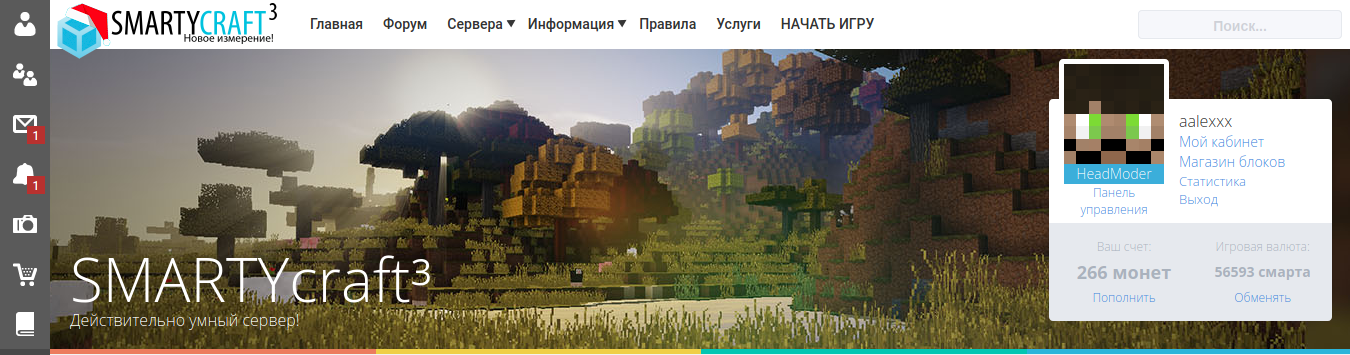 SMARTYCRAFT3
Новое измерение!
Главная Форум Сервера Информация Правила Услуги НАЧАТЬ ИГРУ
Поиск...
1
1
aalexxx
Мой кабинет
Магазин блоков
Статистика
Выход
HeadModer
Панель
управления
Ваш счет: Игровая валюта:
266 монет 56593 смарта
Пополнить Обменять
SMARTYcraft³
Действительно умный сервер!